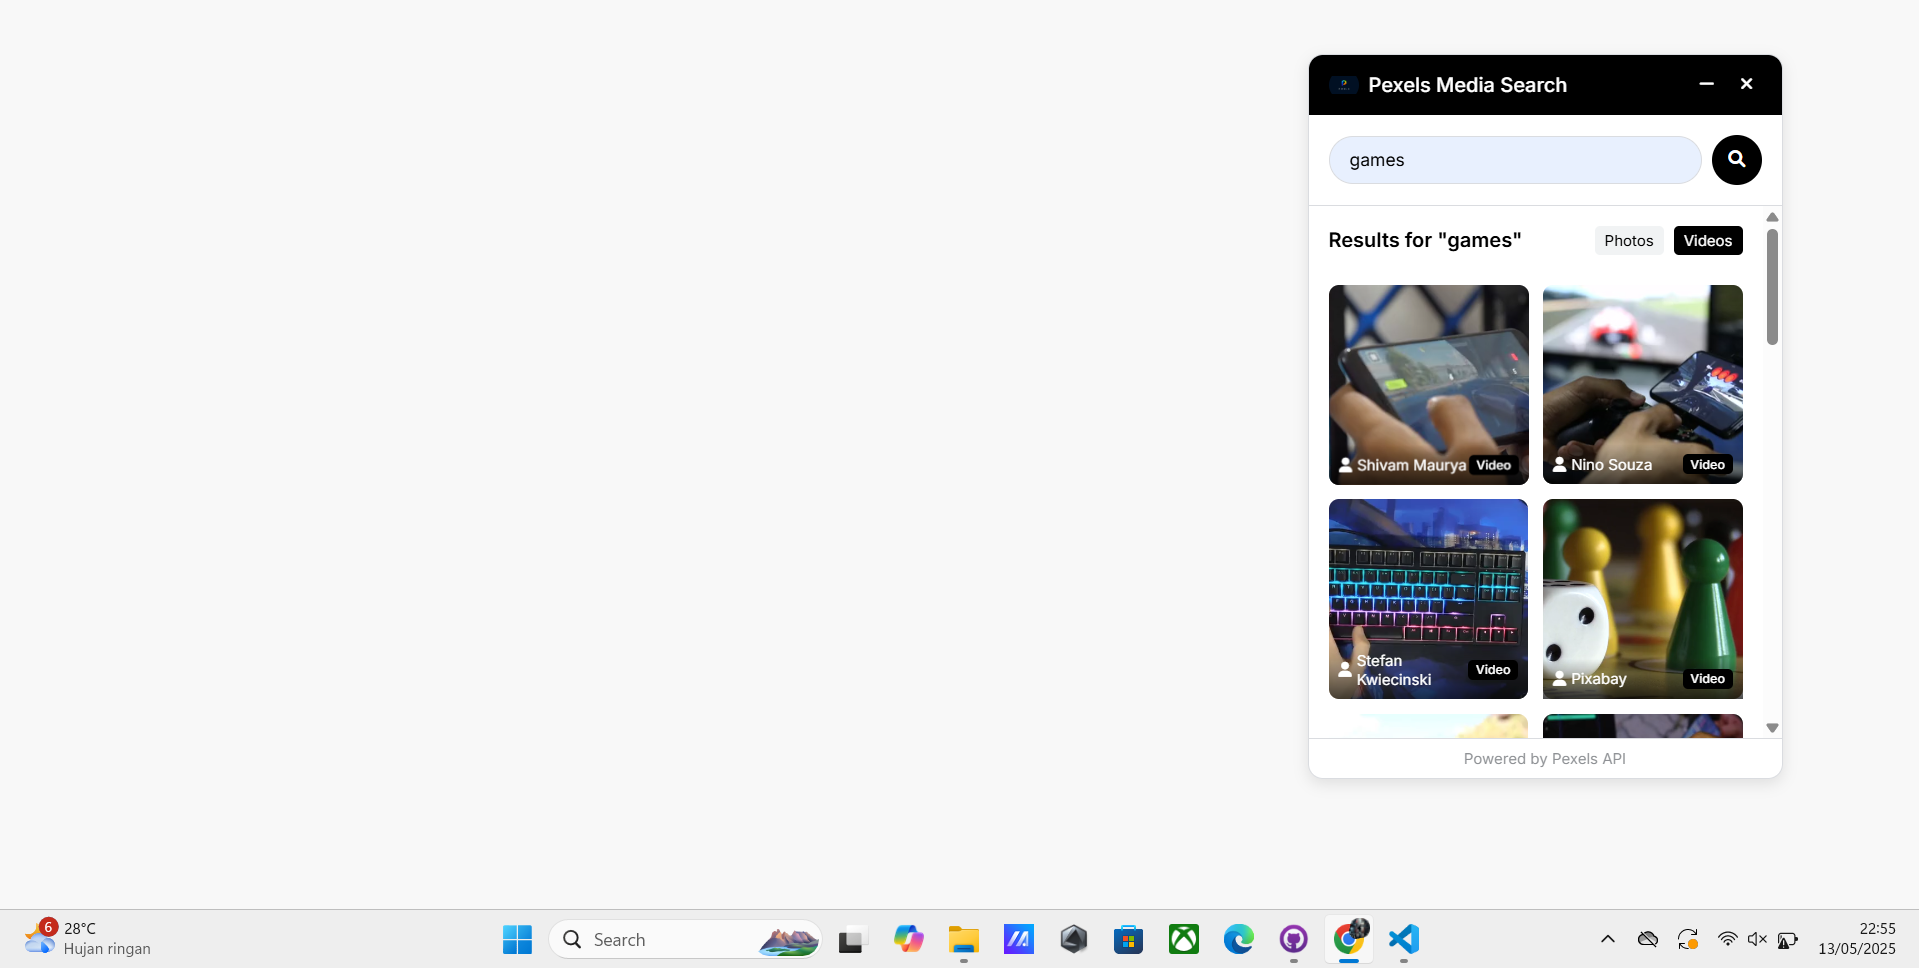 Pexels Media Search
games
Results for "games"
Photos
Videos
Shivam Maurya
Video
Nino Souza
Video
Stefan
Kwiecinski
Video
Pixabay
Video
Powered by Pexels API
6
28°C
Hujan ringan
Search
22:55
13/05/2025